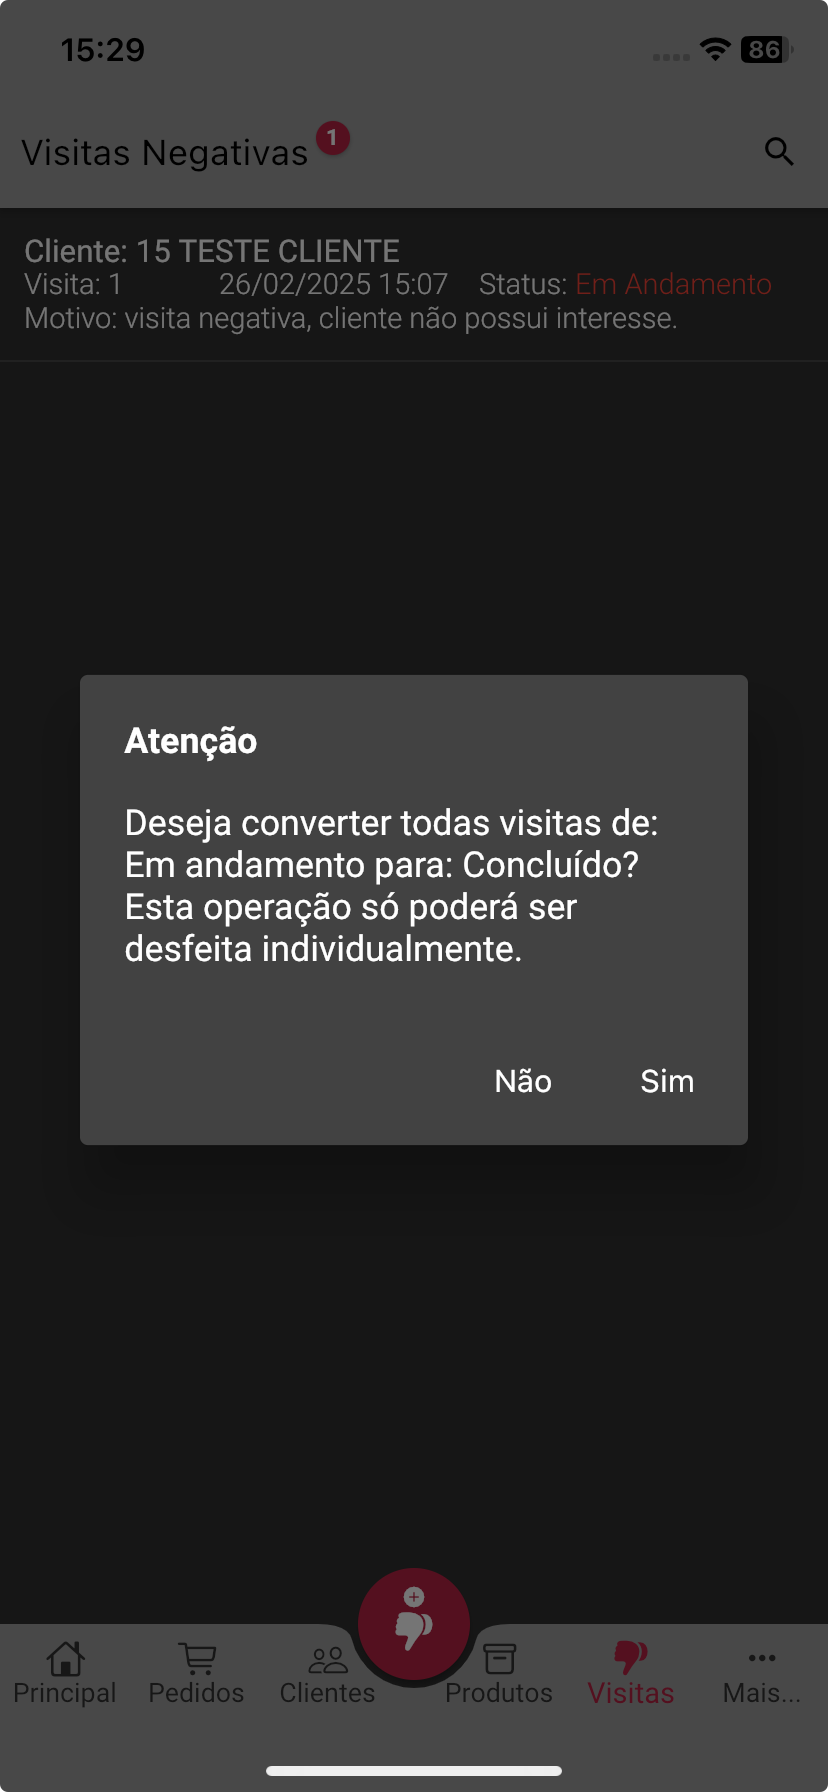 15:29
86
Visitas Negativas 1
Cliente: 15 TESTE CLIENTE
Visita: 1 26/02/2025 15:07 Status: Em Andamento
Motivo: visita negativa, cliente não possui interesse.
Atenção
Deseja converter todas visitas de:
Em andamento para: Concluído?
Esta operação só poderá ser
desfeita individualmente.
Não Sim
Principal Pedidos Clientes Produtos Visitas Mais...